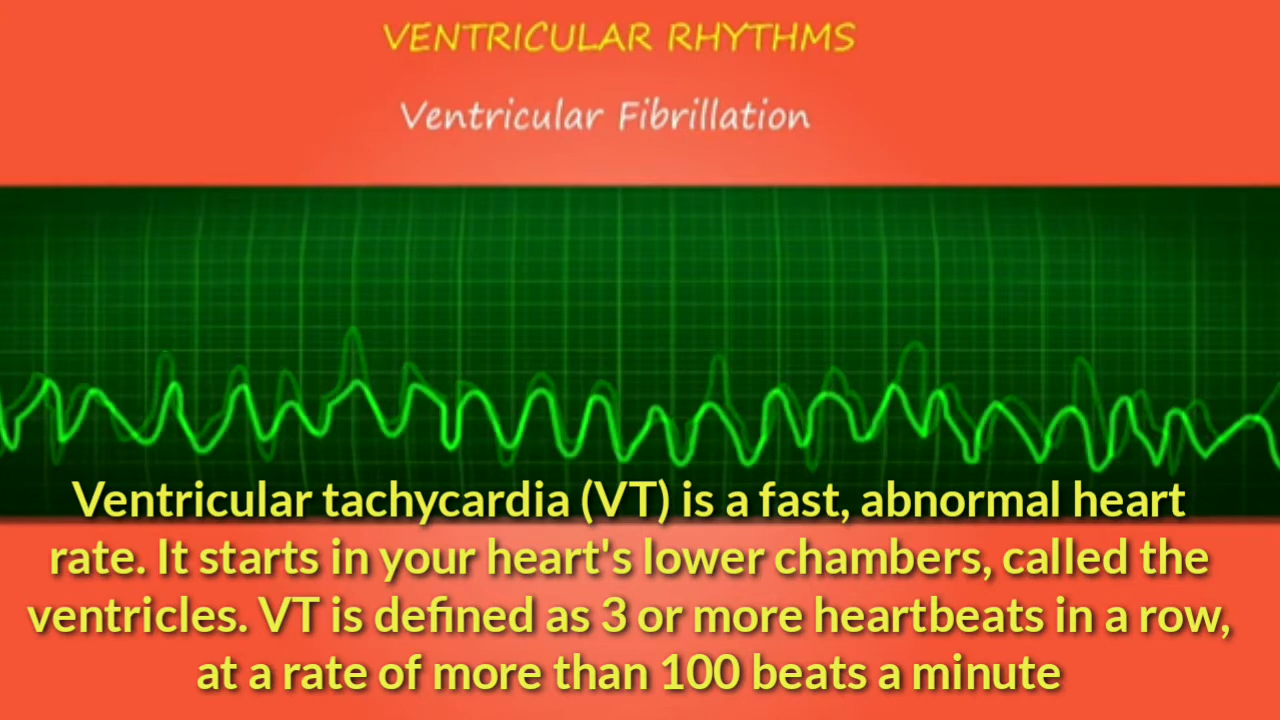 VENTRICULAR RHYTHMS
Ventricular Fibrillation
Ventricular tachycardia (VT) is a fast, abnormal heart
rate. It starts in your heart's lower chambers, called the
ventricles. VT is defined as 3 or more heartbeats in a row,
at a rate of more than 100 beats a minute